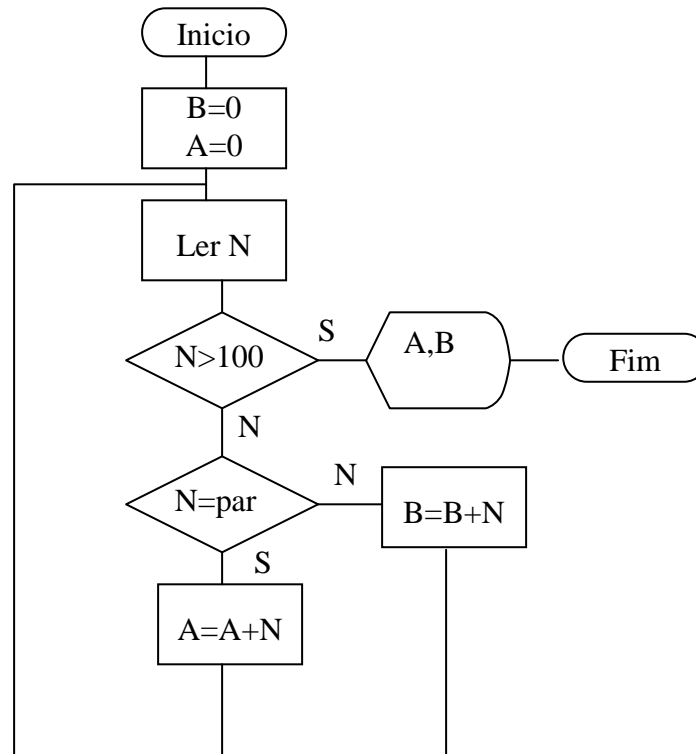 Inicio
B=0
A=0
Ler N
N>100
S
A,B
Fim
N
N=par
N
B=B+N
S
A=A+N